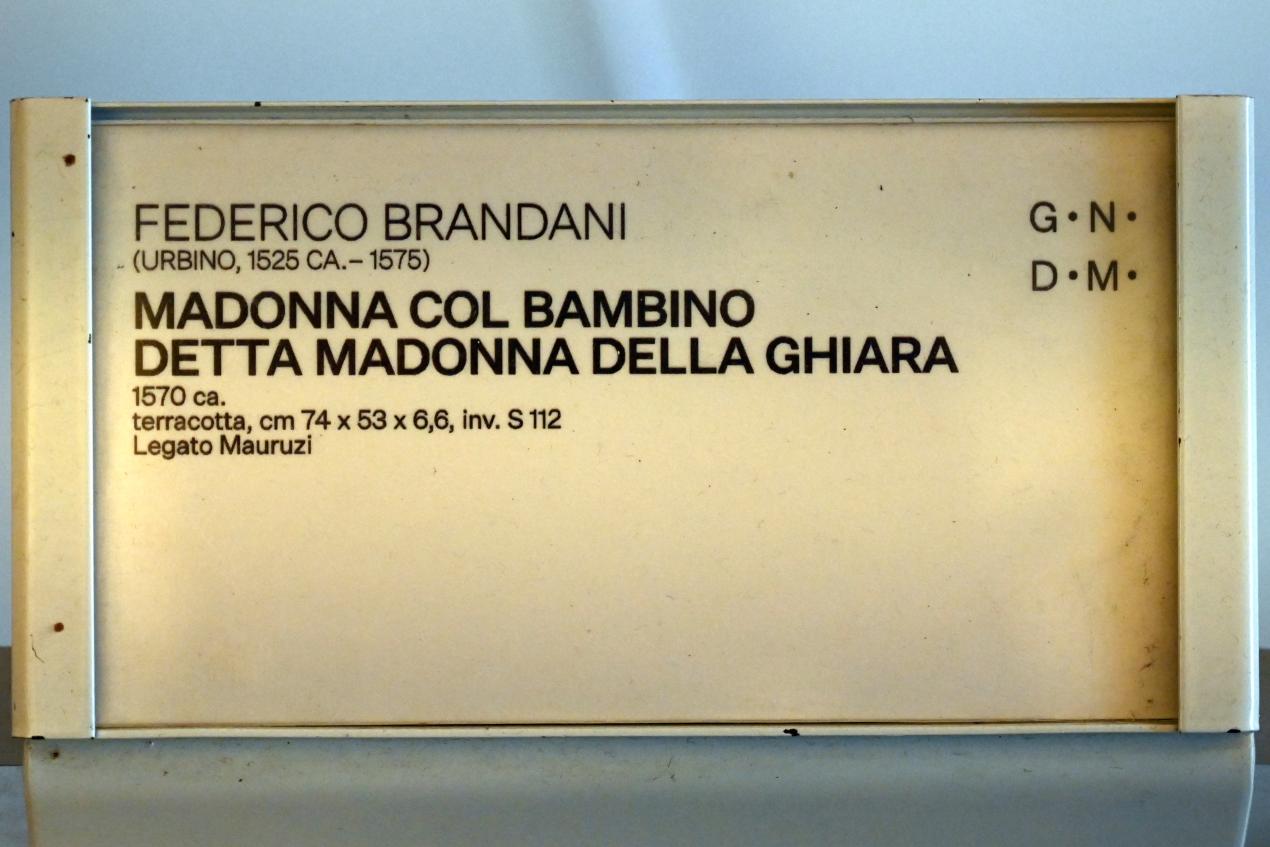 FEDERICO BRANDANI
(URBINO, 1525 CA.– 1575)
MADONNA COL BAMBINO
DETTA MADONNA DELLA GHIARA
1570 ca.
terracotta, cm 74 x 53 x 6,6, inv. S 112
Legato Mauruzi
G•N•
D•M•